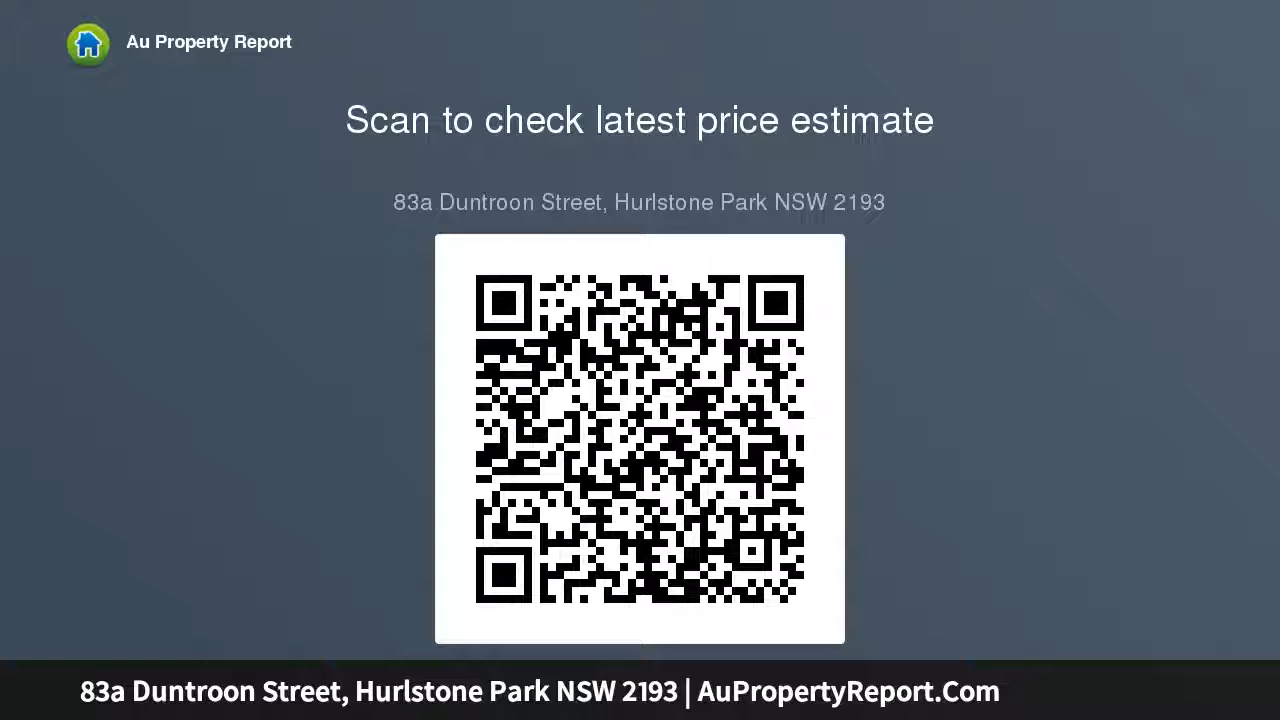 Au Property Report
Scan to check latest price estimate
83a Duntroon Street, Hurlstone Park NSW 2193
83a Duntroon Street, Hurlstone Park NSW 2193 | AuPropertyReport.Com